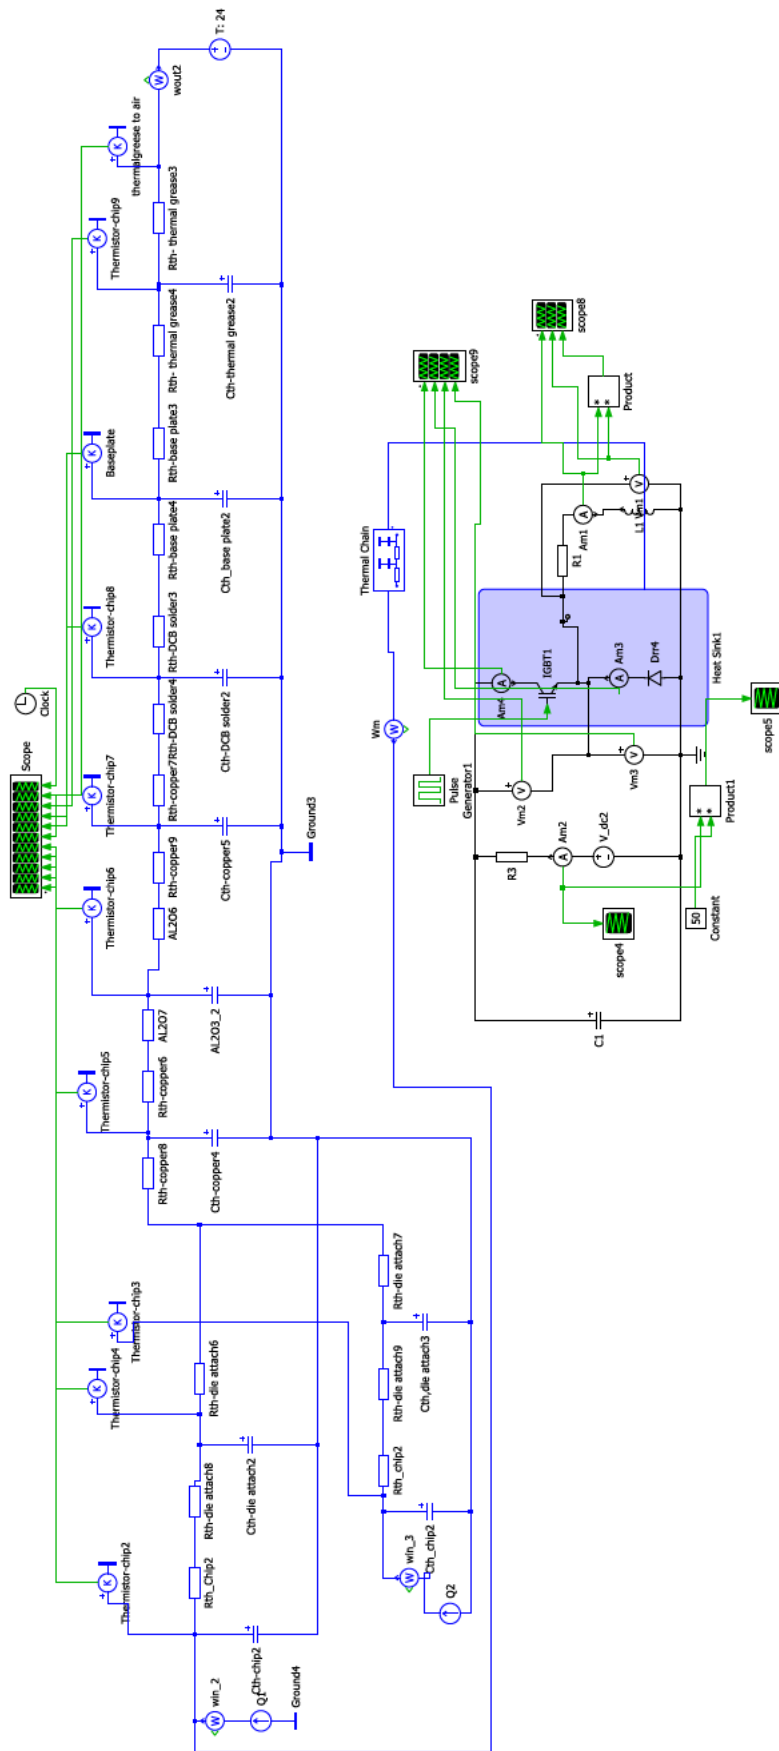 T: 24
wout2
thermalgreese to air
Rth- thermal grease3
Thermistor-chip9
Cth-thermal grease2
Rth- thermal grease4
Rth-base plate3
Baseplate
Cth_base plate2
Rth-base plate4
Rth-DCB solder3
Thermistor-chip8
Cth-DCB solder2
Rth-DCB solder4
Rth-copper7
Thermistor-chip7
Cth-copper5
Ground3
Rth-copper9
AL2O6
Thermistor-chip6
AL2O3_2
AL2O7
Rth-copper6
Thermistor-chip5
Cth-copper4
Rth-copper8
Clock
Scope
Thermistor-chip3
Thermistor-chip4
Rth-die attach6
Cth-die attach2
Rth-die attach8
Rth_Chip2
Thermistor-chip2
Cth-chip2
win_2
Q1
Ground4
Rth-die attach7
Cth,die attach3
Rth-die attach9
Rth_chip2
Cth_chip2
win_3
Q2
scope8
scope9
Product
Thermal Chain
Vm1
L1
Am1
R1
Heat Sink1
IGBT1
Am3
Drr4
Am4
Wm
Pulse
Generator1
Vm2
Vm3
scope5
Product1
R3
Am2
V_dc2
50
Constant
scope4
C1